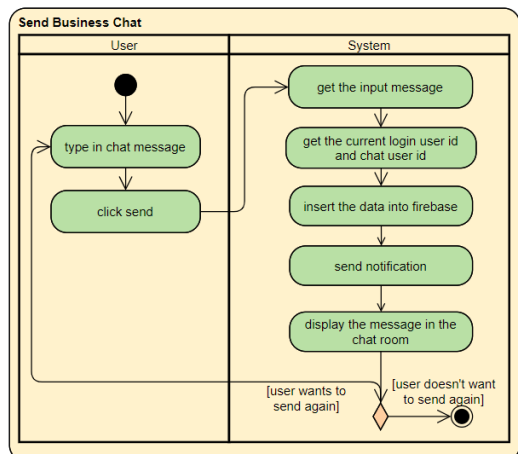 Send Business Chat
User
System
get the input message
type in chat message
get the current login user id
and chat user id
click send
insert the data into firebase
send notification
display the message in the
chat room
[user wants to
send again]
[user doesn't want
to send again]